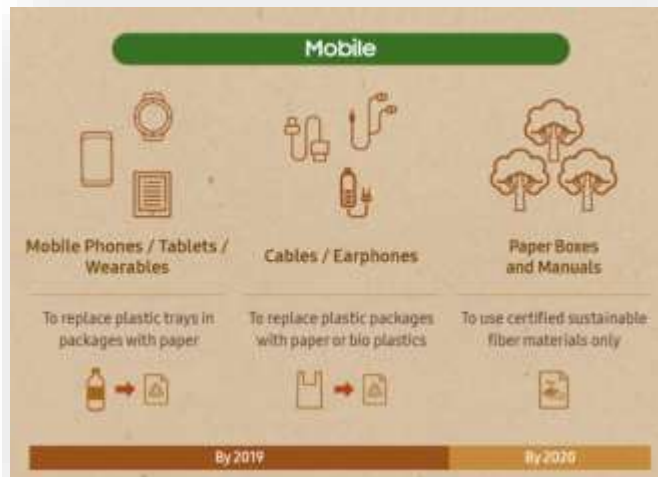 Mobile
Mobile Phones / Tablets /
Wearables
Cables / Earphones
Paper Boxes
and Manuals
To replace plastic trays in
packages with paper
To replace plastic packages
with paper or bio plastics
To use certified sustainable
fiber materials only
By 2019
By 2020